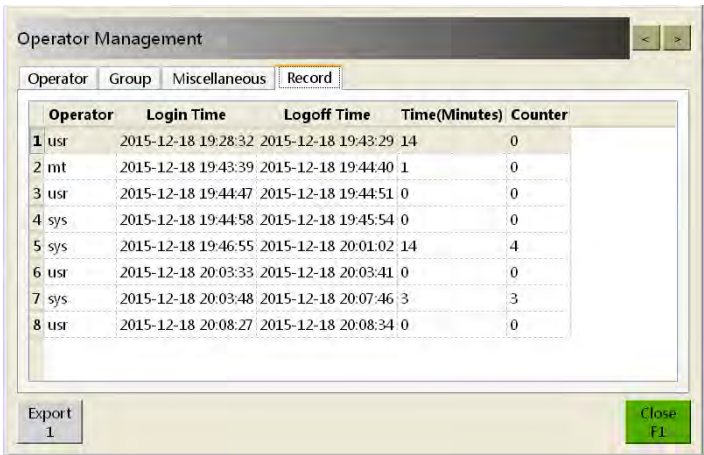 Operator Management < >
Operator Group Miscellaneous Record
Operator Login Time Logoff Time Time(Minutes) Counter
1 usr 2015-12-18 19:28:32 2015-12-18 19:43:29 14 0
2 mt 2015-12-18 19:43:39 2015-12-18 19:44:40 1 0
3 usr 2015-12-18 19:44:47 2015-12-18 19:44:51 0 0
4 sys 2015-12-18 19:44:58 2015-12-18 19:45:54 0 0
5 sys 2015-12-18 19:46:55 2015-12-18 20:01:02 14 4
6 usr 2015-12-18 20:03:33 2015-12-18 20:03:41 0 0
7 sys 2015-12-18 20:03:48 2015-12-18 20:07:46 3 3
8 usr 2015-12-18 20:08:27 2015-12-18 20:08:34 0 0
Export Close
1 F1